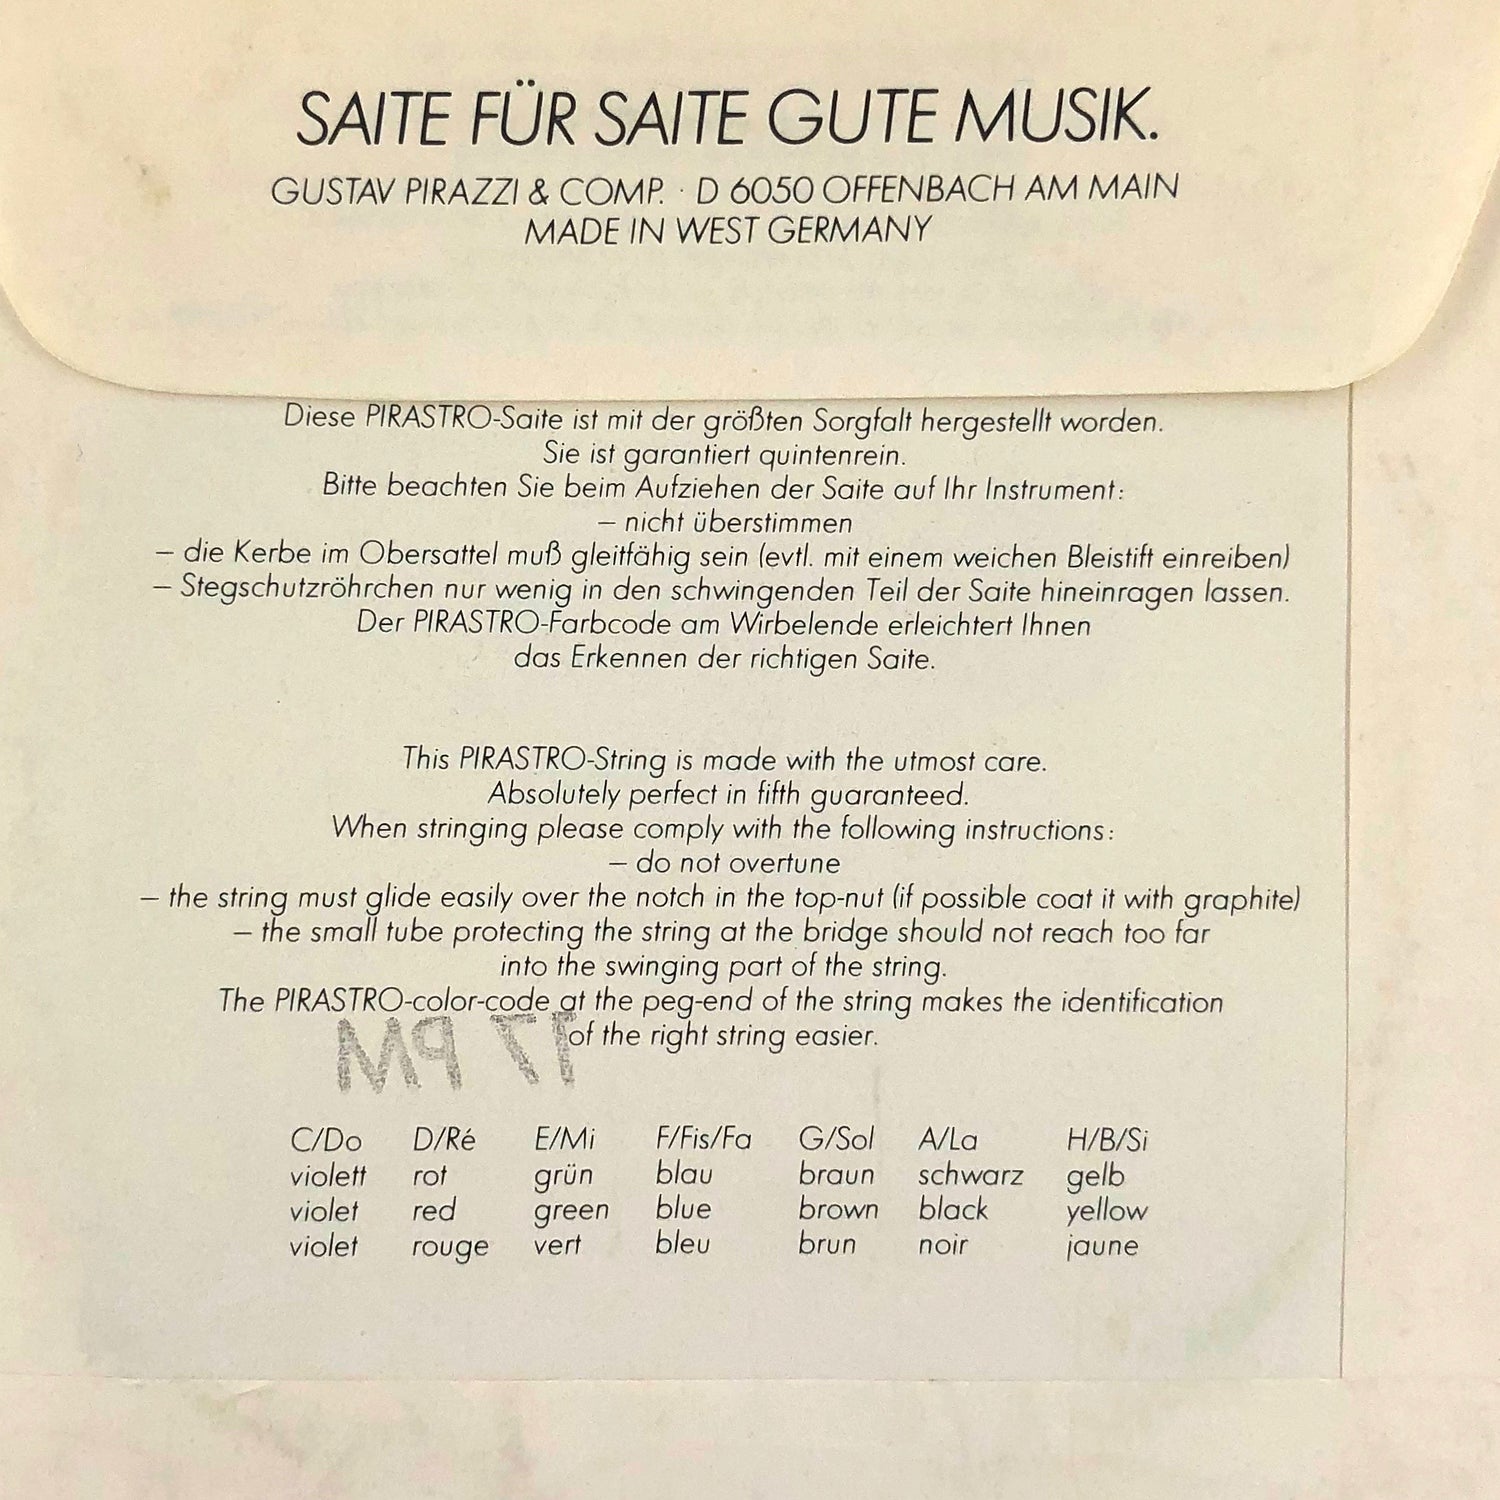 SAITE FÜR SAITE GUTE MUSIK.
GUSTAV PIRAZZI & COMP. · D 6050 OFFENBACH AM MAIN
MADE IN WEST GERMANY
Diese PIRASTRO-Saite ist mit der größten Sorgfalt hergestellt worden.
Sie ist garantiert quintenrein.
Bitte beachten Sie beim Aufziehen der Saite auf Ihr Instrument:
– nicht überstimmen
– die Kerbe im Obersattel muß gleitfähig sein (evtl. mit einem weichen Bleistift einreiben)
– Stegschutzröhrchen nur wenig in den schwingenden Teil der Saite hineinragen lassen.
Der PIRASTRO-Farbcode am Wirbelende erleichtert Ihnen
das Erkennen der richtigen Saite.
This PIRASTRO-String is made with the utmost care.
Absolutely perfect in fifth guaranteed.
When stringing please comply with the following instructions:
– do not overtune
– the string must glide easily over the notch in the top-nut (if possible coat it with graphite)
– the small tube protecting the string at the bridge should not reach too far
into the swinging part of the string.
The PIRASTRO-color-code at the peg-end of the string makes the identification
of the right string easier.
17 PM
C/Do D/Ré E/Mi F/Fis/Fa G/Sol A/La H/B/Si
violett rot grün blau braun schwarz gelb
violet red green blue brown black yellow
violet rouge vert bleu brun noir jaune